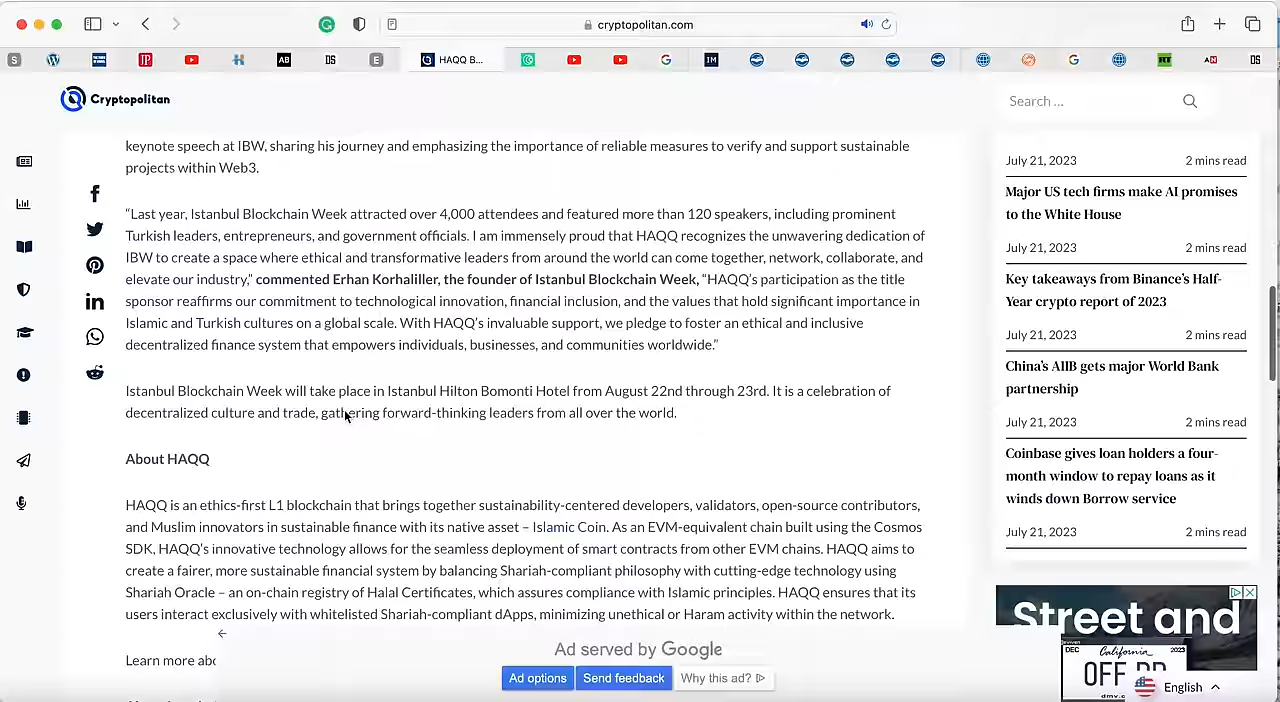 cryptopolitan.com
S
IP
AB
DS
E
HAQQ B...
IM
RT
DS
Cryptopolitan
Search ...
keynote speech at IBW, sharing his journey and emphasizing the importance of reliable measures to verify and support sustainable
projects within Web3.
“Last year, Istanbul Blockchain Week attracted over 4,000 attendees and featured more than 120 speakers, including prominent
Turkish leaders, entrepreneurs, and government officials. I am immensely proud that HAQQ recognizes the unwavering dedication of
IBW to create a space where ethical and transformative leaders from around the world can come together, network, collaborate, and
elevate our industry,” commented Erhan Korhaliller, the founder of Istanbul Blockchain Week, “HAQQ’s participation as the title
sponsor reaffirms our commitment to technological innovation, financial inclusion, and the values that hold significant importance in
Islamic and Turkish cultures on a global scale. With HAQQ’s invaluable support, we pledge to foster an ethical and inclusive
decentralized finance system that empowers individuals, businesses, and communities worldwide.”
Istanbul Blockchain Week will take place in Istanbul Hilton Bomonti Hotel from August 22nd through 23rd. It is a celebration of
decentralized culture and trade, gathering forward-thinking leaders from all over the world.
About HAQQ
HAQQ is an ethics-first L1 blockchain that brings together sustainability-centered developers, validators, open-source contributors,
and Muslim innovators in sustainable finance with its native asset – Islamic Coin. As an EVM-equivalent chain built using the Cosmos
SDK, HAQQ’s innovative technology allows for the seamless deployment of smart contracts from other EVM chains. HAQQ aims to
create a fairer, more sustainable financial system by balancing Shariah-compliant philosophy with cutting-edge technology using
Shariah Oracle – an on-chain registry of Halal Certificates, which assures compliance with Islamic principles. HAQQ ensures that its
users interact exclusively with whitelisted Shariah-compliant dApps, minimizing unethical or Haram activity within the network.
Learn more abo
July 21, 2023 2 mins read
Major US tech firms make AI promises
to the White House
July 21, 2023 2 mins read
Key takeaways from Binance’s Half-
Year crypto report of 2023
July 21, 2023 2 mins read
China’s AIIB gets major World Bank
partnership
July 21, 2023 2 mins read
Coinbase gives loan holders a four-
month window to repay loans as it
winds down Borrow service
July 21, 2023 2 mins read
Street and
DEC California 2023
OFF
Ad served by Google
Ad options Send feedback Why this ad?
English